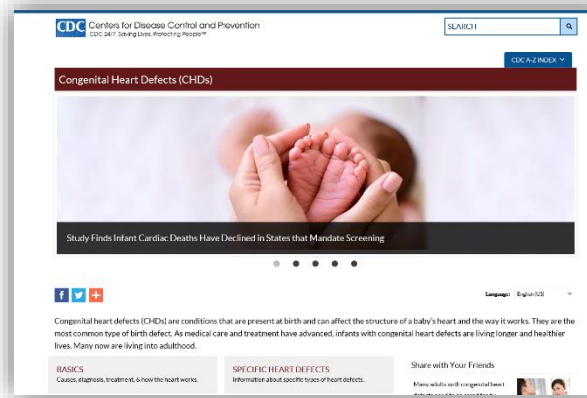 CDC Centers for Disease Control and Prevention
CDC 24/7: Saving Lives, Protecting People™
SEARCH
CDC A-Z INDEX
Congenital Heart Defects (CHDs)
Study Finds Infant Cardiac Deaths Have Declined in States that Mandate Screening
Language: English (US)
Congenital heart defects (CHDs) are conditions that are present at birth and can affect the structure of a baby's heart and the way it works. They are the
most common type of birth defect. As medical care and treatment have advanced, infants with congenital heart defects are living longer and healthier
lives. Many now are living into adulthood.
BASICS
Causes, diagnosis, treatment, & how the heart works.
SPECIFIC HEART DEFECTS
Information about specific types of heart defects.
Share with Your Friends
Many adults with congenital heart